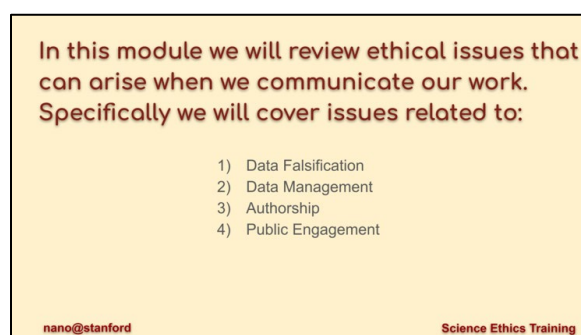 In this module we will review ethical issues that
can arise when we communicate our work.
Specifically we will cover issues related to:
1) Data Falsification
2) Data Management
3) Authorship
4) Public Engagement
nano@stanford
Science Ethics Training